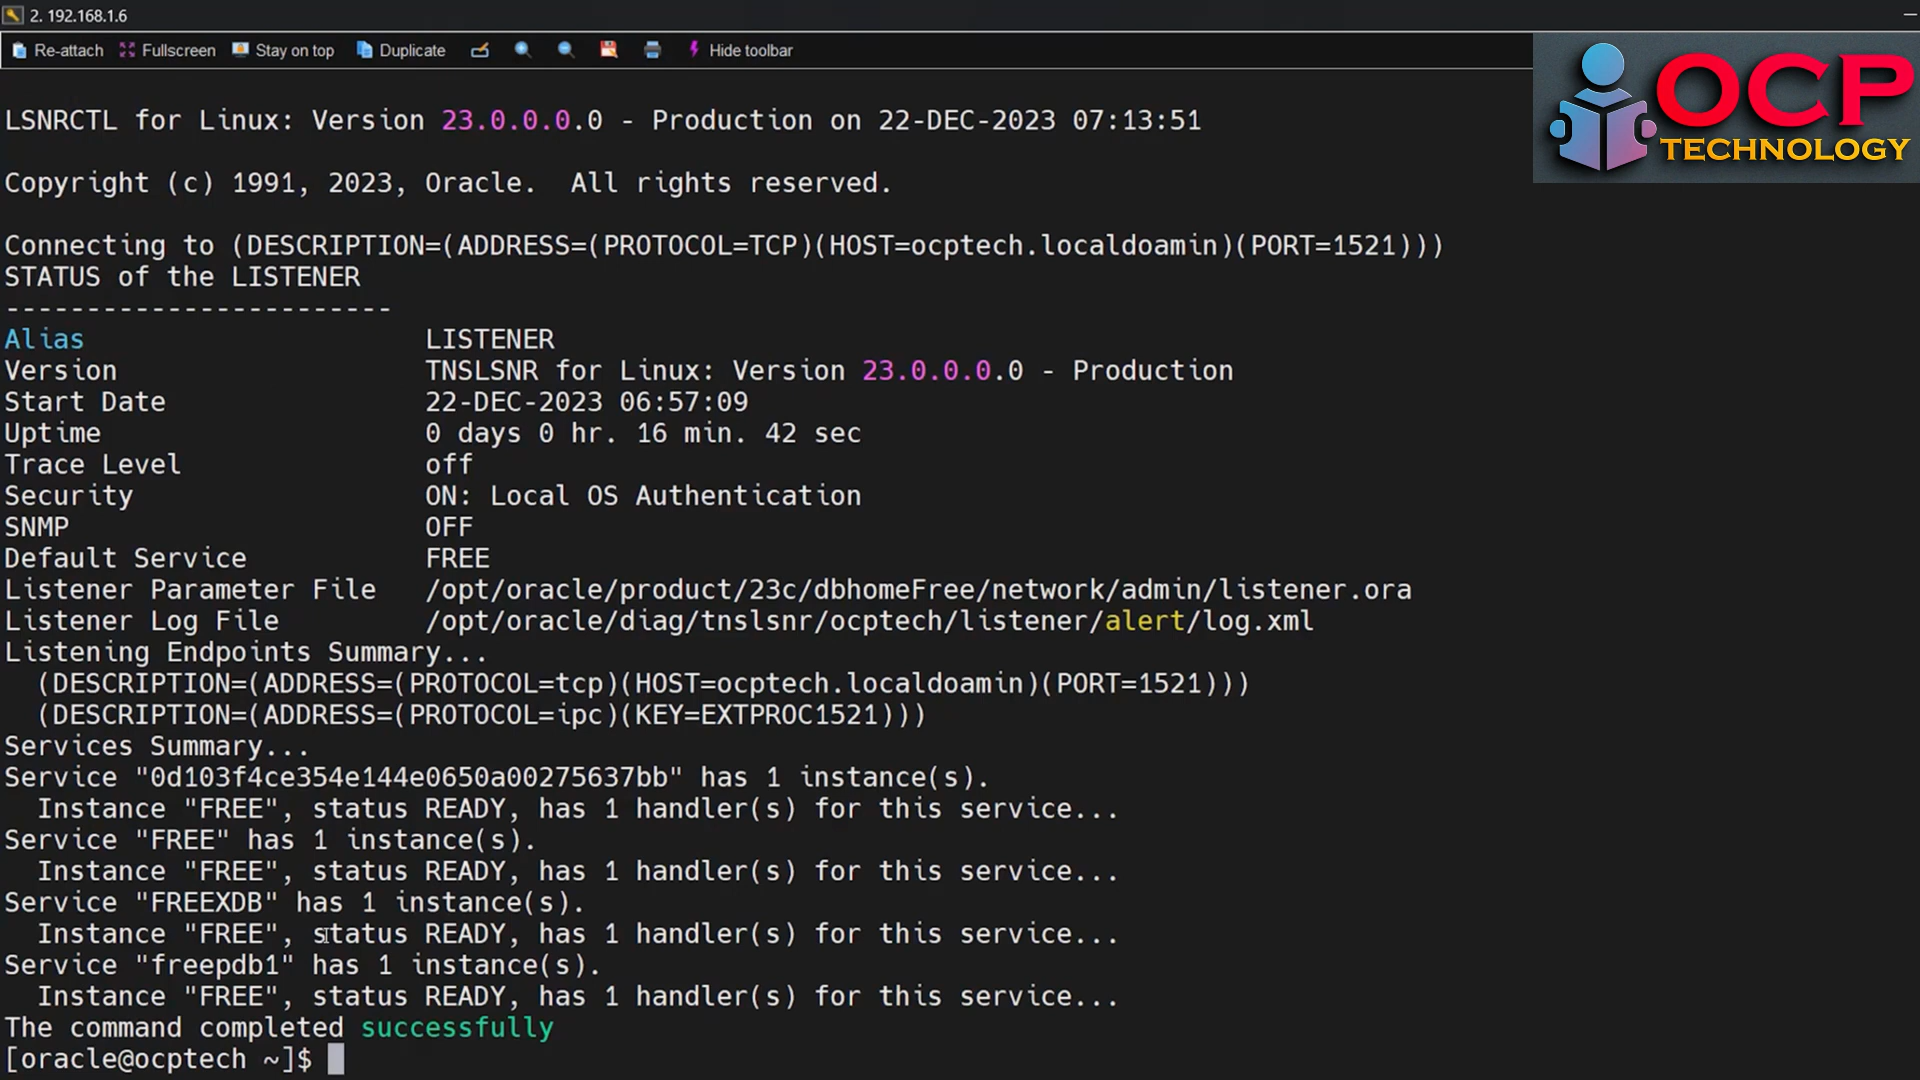 2. 192.168.1.6
Re-attach Fullscreen Stay on top Duplicate Hide toolbar
OCP
TECHNOLOGY
LSNRCTL for Linux: Version 23.0.0.0.0 - Production on 22-DEC-2023 07:13:51
Copyright (c) 1991, 2023, Oracle.  All rights reserved.
Connecting to (DESCRIPTION=(ADDRESS=(PROTOCOL=TCP)(HOST=ocptech.localdoamin)(PORT=1521)))
STATUS of the LISTENER
------------------------
Alias                     LISTENER
Version                   TNSLSNR for Linux: Version 23.0.0.0.0 - Production
Start Date                22-DEC-2023 06:57:09
Uptime                    0 days 0 hr. 16 min. 42 sec
Trace Level               off
Security                  ON: Local OS Authentication
SNMP                      OFF
Default Service           FREE
Listener Parameter File   /opt/oracle/product/23c/dbhomeFree/network/admin/listener.ora
Listener Log File         /opt/oracle/diag/tnslsnr/ocptech/listener/alert/log.xml
Listening Endpoints Summary...
  (DESCRIPTION=(ADDRESS=(PROTOCOL=tcp)(HOST=ocptech.localdoamin)(PORT=1521)))
  (DESCRIPTION=(ADDRESS=(PROTOCOL=ipc)(KEY=EXTPROC1521)))
Services Summary...
Service "0d103f4ce354e144e0650a00275637bb" has 1 instance(s).
  Instance "FREE", status READY, has 1 handler(s) for this service...
Service "FREE" has 1 instance(s).
  Instance "FREE", status READY, has 1 handler(s) for this service...
Service "FREEXDB" has 1 instance(s).
  Instance "FREE", status READY, has 1 handler(s) for this service...
Service "freepdb1" has 1 instance(s).
  Instance "FREE", status READY, has 1 handler(s) for this service...
The command completed successfully
[oracle@ocptech ~]$